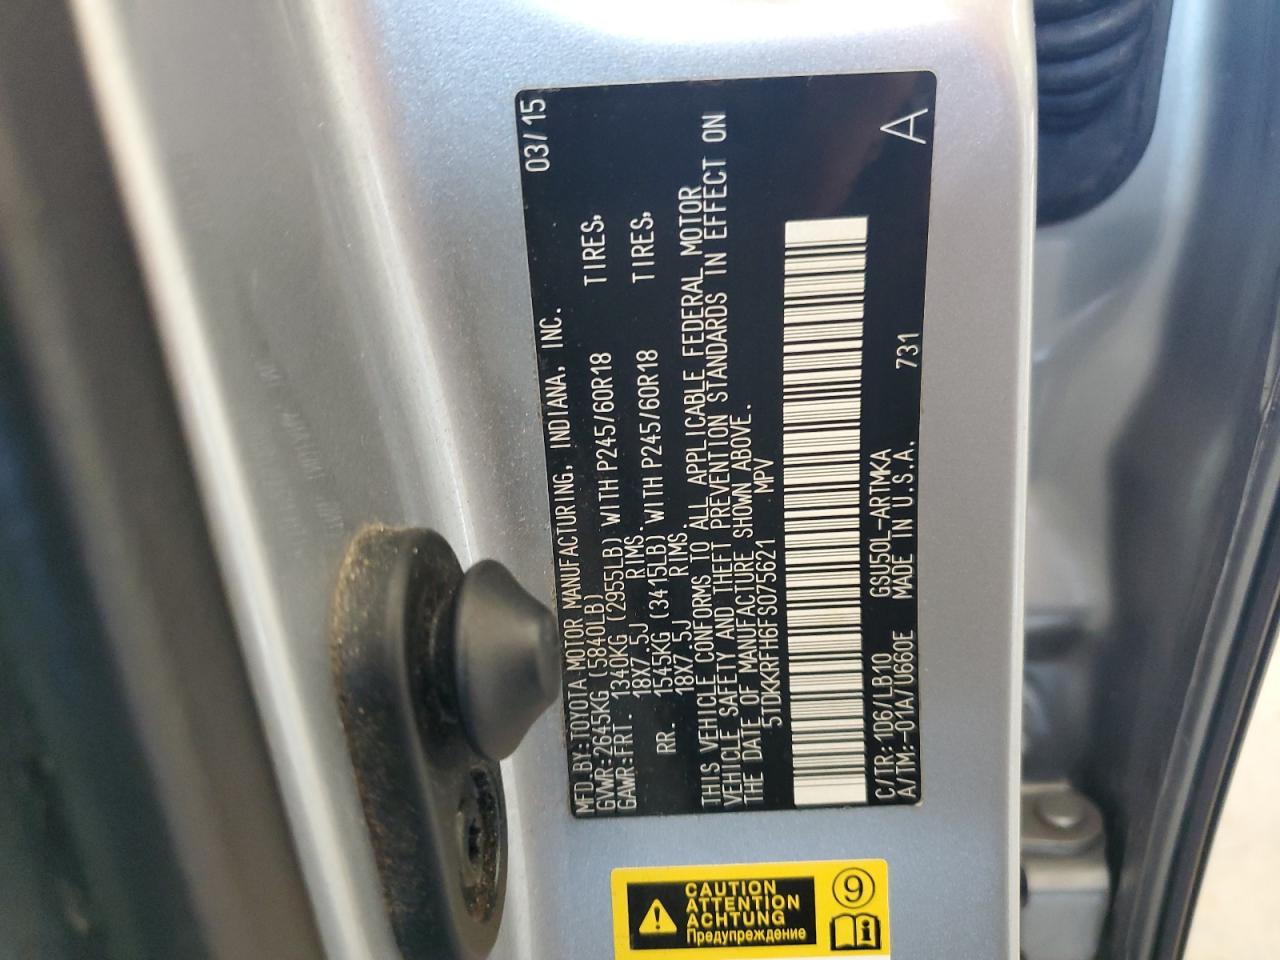 03/15
MFD.BY:TOYOTA MOTOR MANUFACTURING, INDIANA, INC.
GVWR:2645KG (5840LB)
GAWR:FRT. 1340KG (2955LB) WITH P245/60R18 TIRES,
18X7.5J RIMS.
RR. 1545KG (3415LB) WITH P245/60R18 TIRES,
18X7.5J RIMS.
THIS VEHICLE CONFORMS TO ALL APPLICABLE FEDERAL MOTOR
VEHICLE SAFETY AND THEFT PREVENTION STANDARDS IN EFFECT ON
THE DATE OF MANUFACTURE SHOWN ABOVE.
5TDKKRFH6FS075621 MPV
C/TR:1D6/LB10 GSU50L-ARTMKA 731
A/TM:-01A/U660E MADE IN U.S.A.
A
CAUTION
ATTENTION
ACHTUNG
Предупреждение
9
i